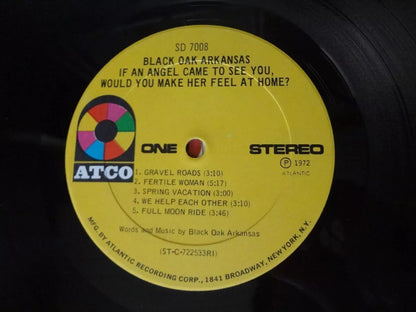 SD 7008
BLACK OAK ARKANSAS
IF AN ANGEL CAME TO SEE YOU,
WOULD YOU MAKE HER FEEL AT HOME?
ATCO
ONE
STEREO
Ⓟ 1972
ATLANTIC
1. GRAVEL ROADS (3:10)
2. FERTILE WOMAN (5:17)
3. SPRING VACATION (3:00)
4. WE HELP EACH OTHER (3:10)
5. FULL MOON RIDE (3:46)
Words and Music by Black Oak Arkansas
(ST-C-722533RI)
MFG. BY ATLANTIC RECORDING CORP., 1841 BROADWAY, NEW YORK, N.Y.